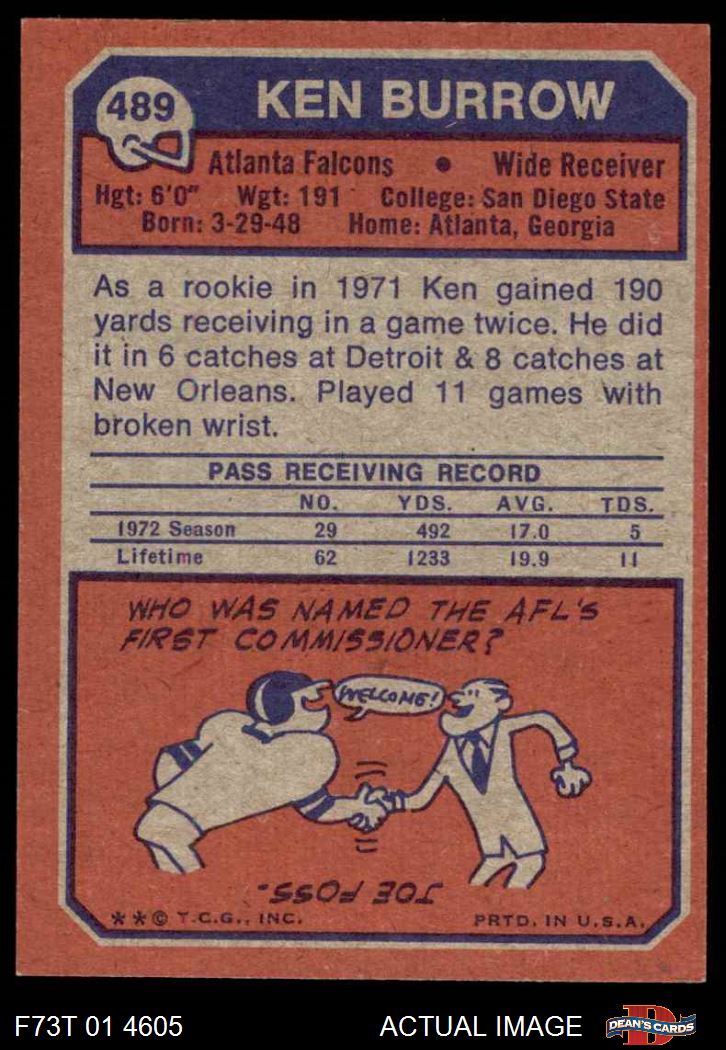 489
KEN BURROW
Atlanta Falcons • Wide Receiver
Hgt: 6'0" Wgt: 191 College: San Diego State
Born: 3-29-48 Home: Atlanta, Georgia
As a rookie in 1971 Ken gained 190
yards receiving in a game twice. He did
it in 6 catches at Detroit & 8 catches at
New Orleans. Played 11 games with
broken wrist.
PASS RECEIVING RECORD
NO. YDS. AVG. TDS.
1972 Season 29 492 17.0 5
Lifetime 62 1233 19.9 11
WHO WAS NAMED THE AFL'S
FIRST COMMISSIONER?
WELCOME!
JOE FOSS.
**© T.C.G., INC. PRTD. IN U.S.A.
F73T 01 4605 ACTUAL IMAGE D DEAN'S CARDS